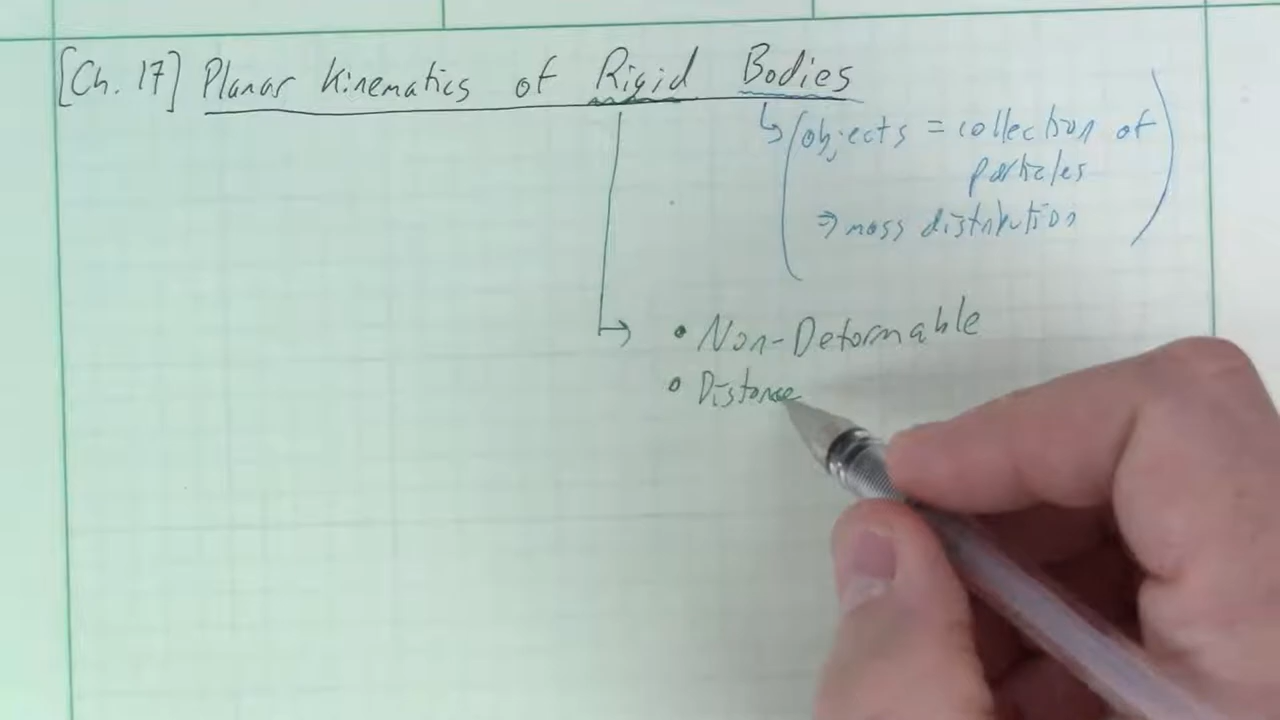 [Ch. 17] Planar Kinematics of Rigid Bodies
(objects = collection of
particles
⇒ mass distribution)
• Non-Deformable
• Distance